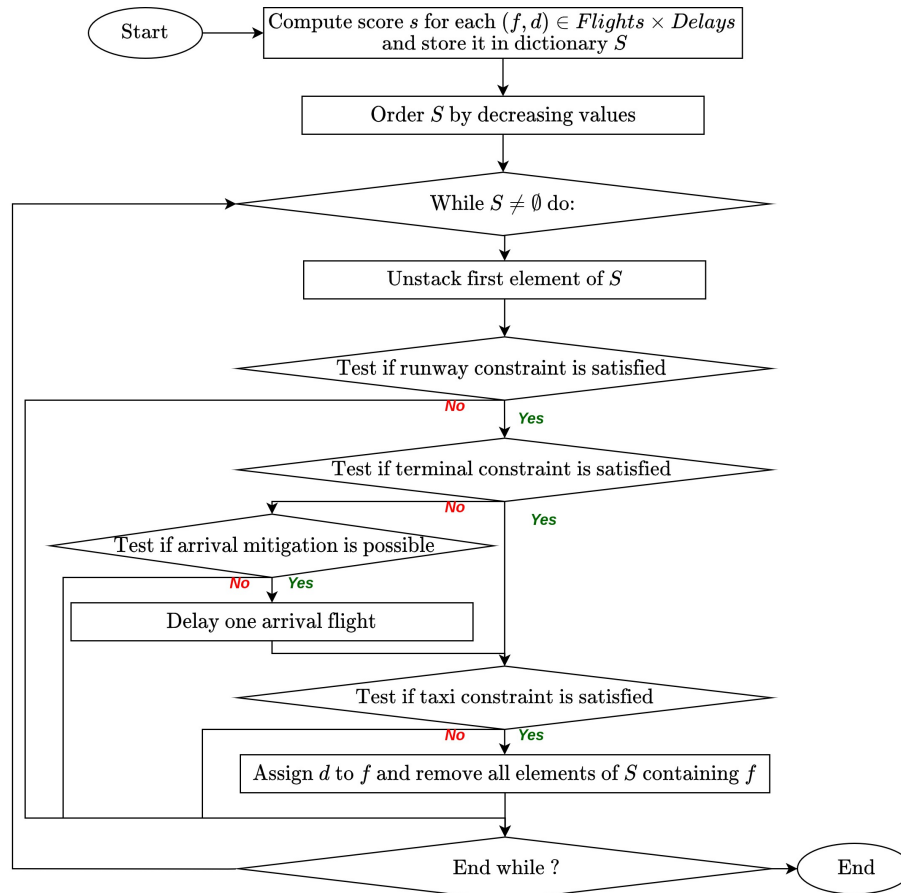 Start
Compute score s for each (f, d) ∈ Flights × Delays
and store it in dictionary S
Order S by decreasing values
While S ≠ ∅ do:
Unstack first element of S
Test if runway constraint is satisfied
No
Yes
Test if terminal constraint is satisfied
No
Yes
Test if arrival mitigation is possible
No
Yes
Delay one arrival flight
Test if taxi constraint is satisfied
No
Yes
Assign d to f and remove all elements of S containing f
End while ?
End